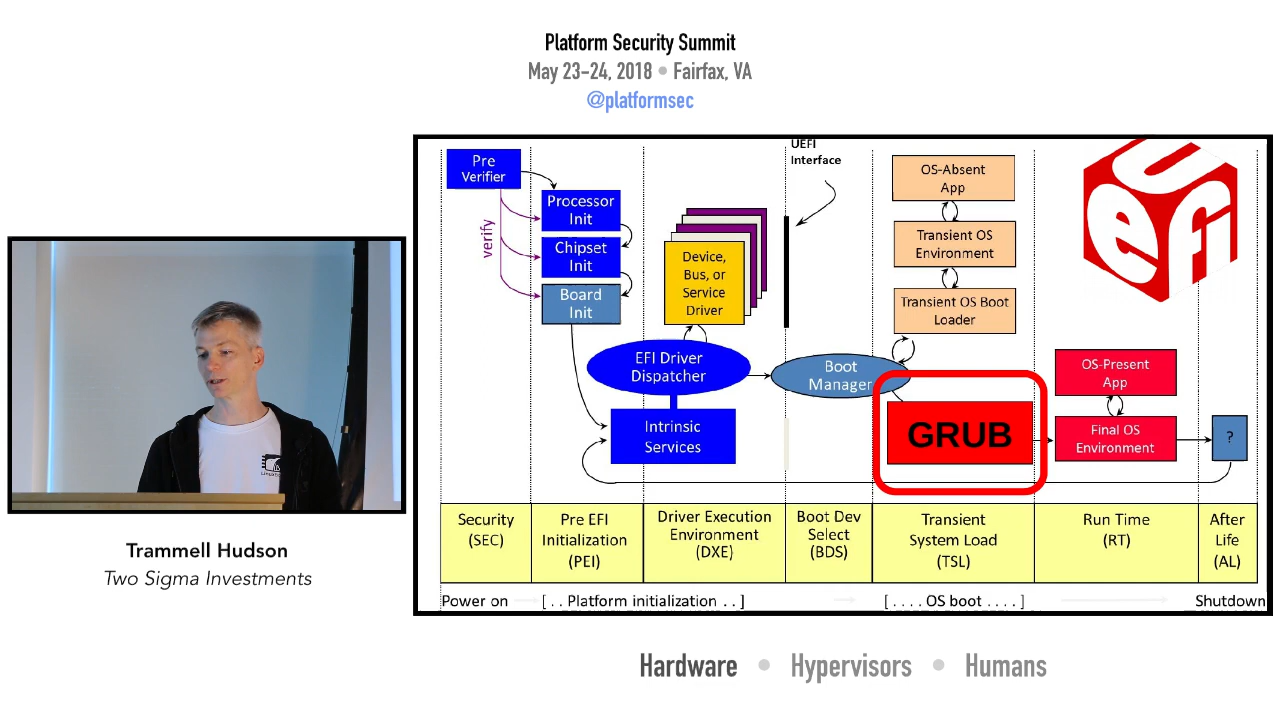 Platform Security Summit
May 23-24, 2018 • Fairfax, VA
@platformsec
Trammell Hudson
Two Sigma Investments
Pre
Verifier
verify
Processor
Init
Chipset
Init
Board
Init
Device,
Bus, or
Service
Driver
EFI Driver
Dispatcher
Intrinsic
Services
UEFI
Interface
Boot
Manager
OS-Absent
App
Transient OS
Environment
Transient OS Boot
Loader
GRUB
UEFI
OS-Present
App
Final OS
Environment
?
Security
(SEC)
Pre EFI
Initialization
(PEI)
Driver Execution
Environment
(DXE)
Boot Dev
Select
(BDS)
Transient
System Load
(TSL)
Run Time
(RT)
After
Life
(AL)
Power on
[ . . Platform initialization . . ]
[ . . . . OS boot . . . . ]
Shutdown
Hardware • Hypervisors • Humans